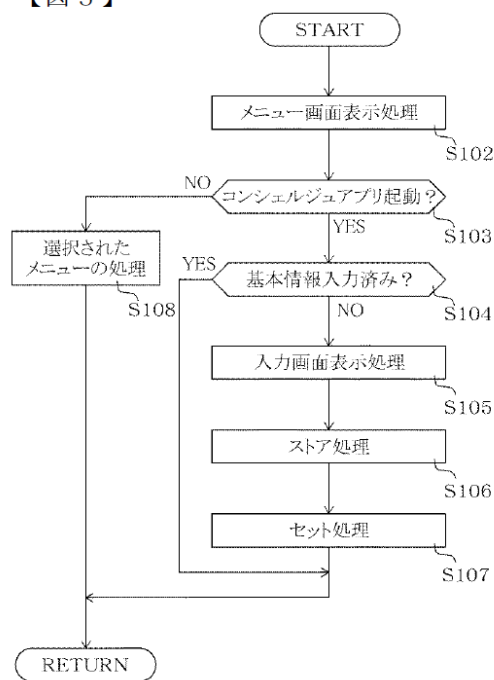 【図5】
START
メニュー画面表示処理
S102
NO
コンシェルジュアプリ起動?
S103
YES
選択された
メニューの処理
S108
YES
基本情報入力済み?
S104
NO
入力画面表示処理
S105
ストア処理
S106
セット処理
S107
RETURN